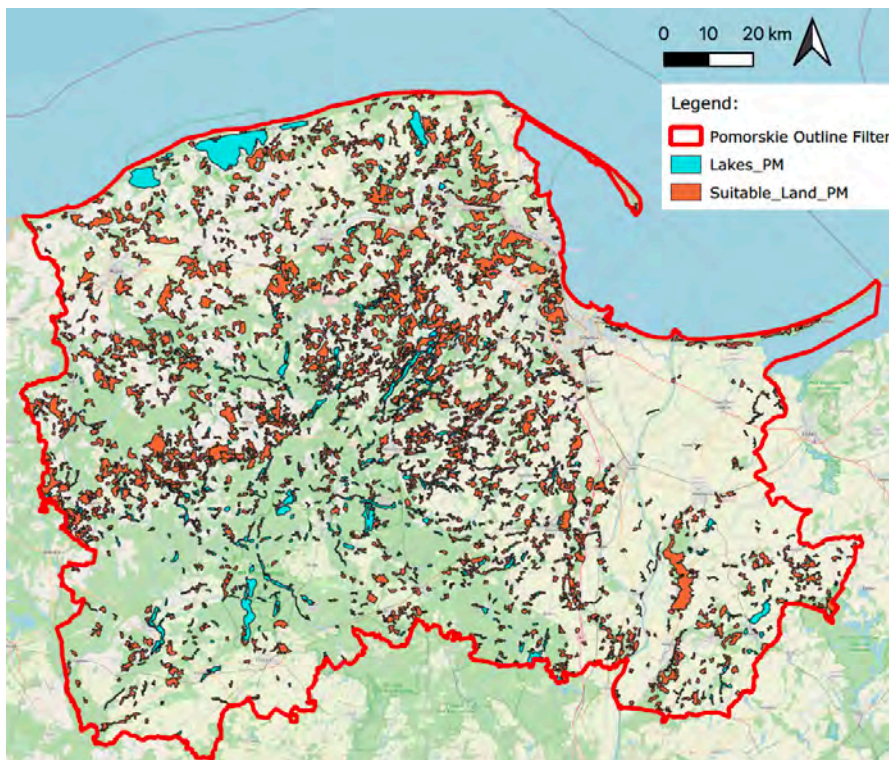 0 10 20 km
Legend:
Pomorskie Outline Filter
Lakes_PM
Suitable_Land_PM